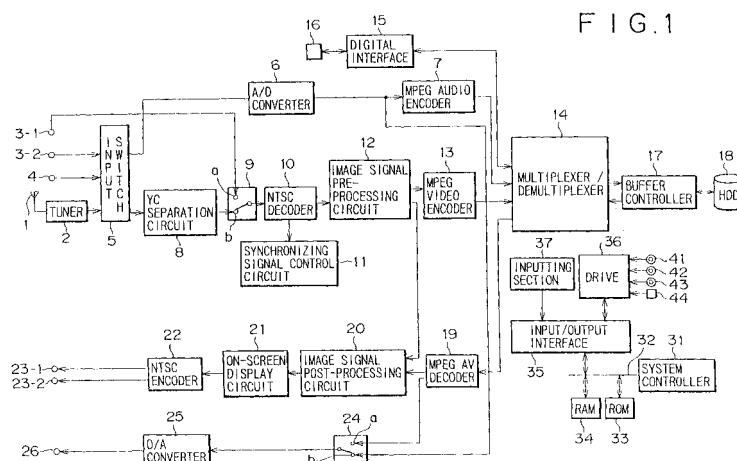 FIG.1
16
15
DIGITAL
INTERFACE
6
A/D
CONVERTER
7
MPEG AUDIO
ENCODER
14
MULTIPLEXER /
DEMULTIPLEXER
17
BUFFER
CONTROLLER
18
HDD
3-1
3-2
4
1
TUNER
2
INPUT
SWITCH
5
YC
SEPARATION
CIRCUIT
8
a
b
9
10
NTSC
DECODER
12
IMAGE SIGNAL
PRE-
PROCESSING
CIRCUIT
13
MPEG
VIDEO
ENCODER
SYNCHRONIZING
SIGNAL CONTROL
CIRCUIT
11
37
INPUTTING
SECTION
36
DRIVE
41
42
43
44
INPUT/OUTPUT
INTERFACE
35
32
31
SYSTEM
CONTROLLER
RAM
34
ROM
33
23-1
23-2
22
NTSC
ENCODER
21
ON-SCREEN
DISPLAY
CIRCUIT
20
IMAGE SIGNAL
POST-PROCESSING
CIRCUIT
19
MPEG AV
DECODER
26
25
D/A
CONVERTER
24
a
b